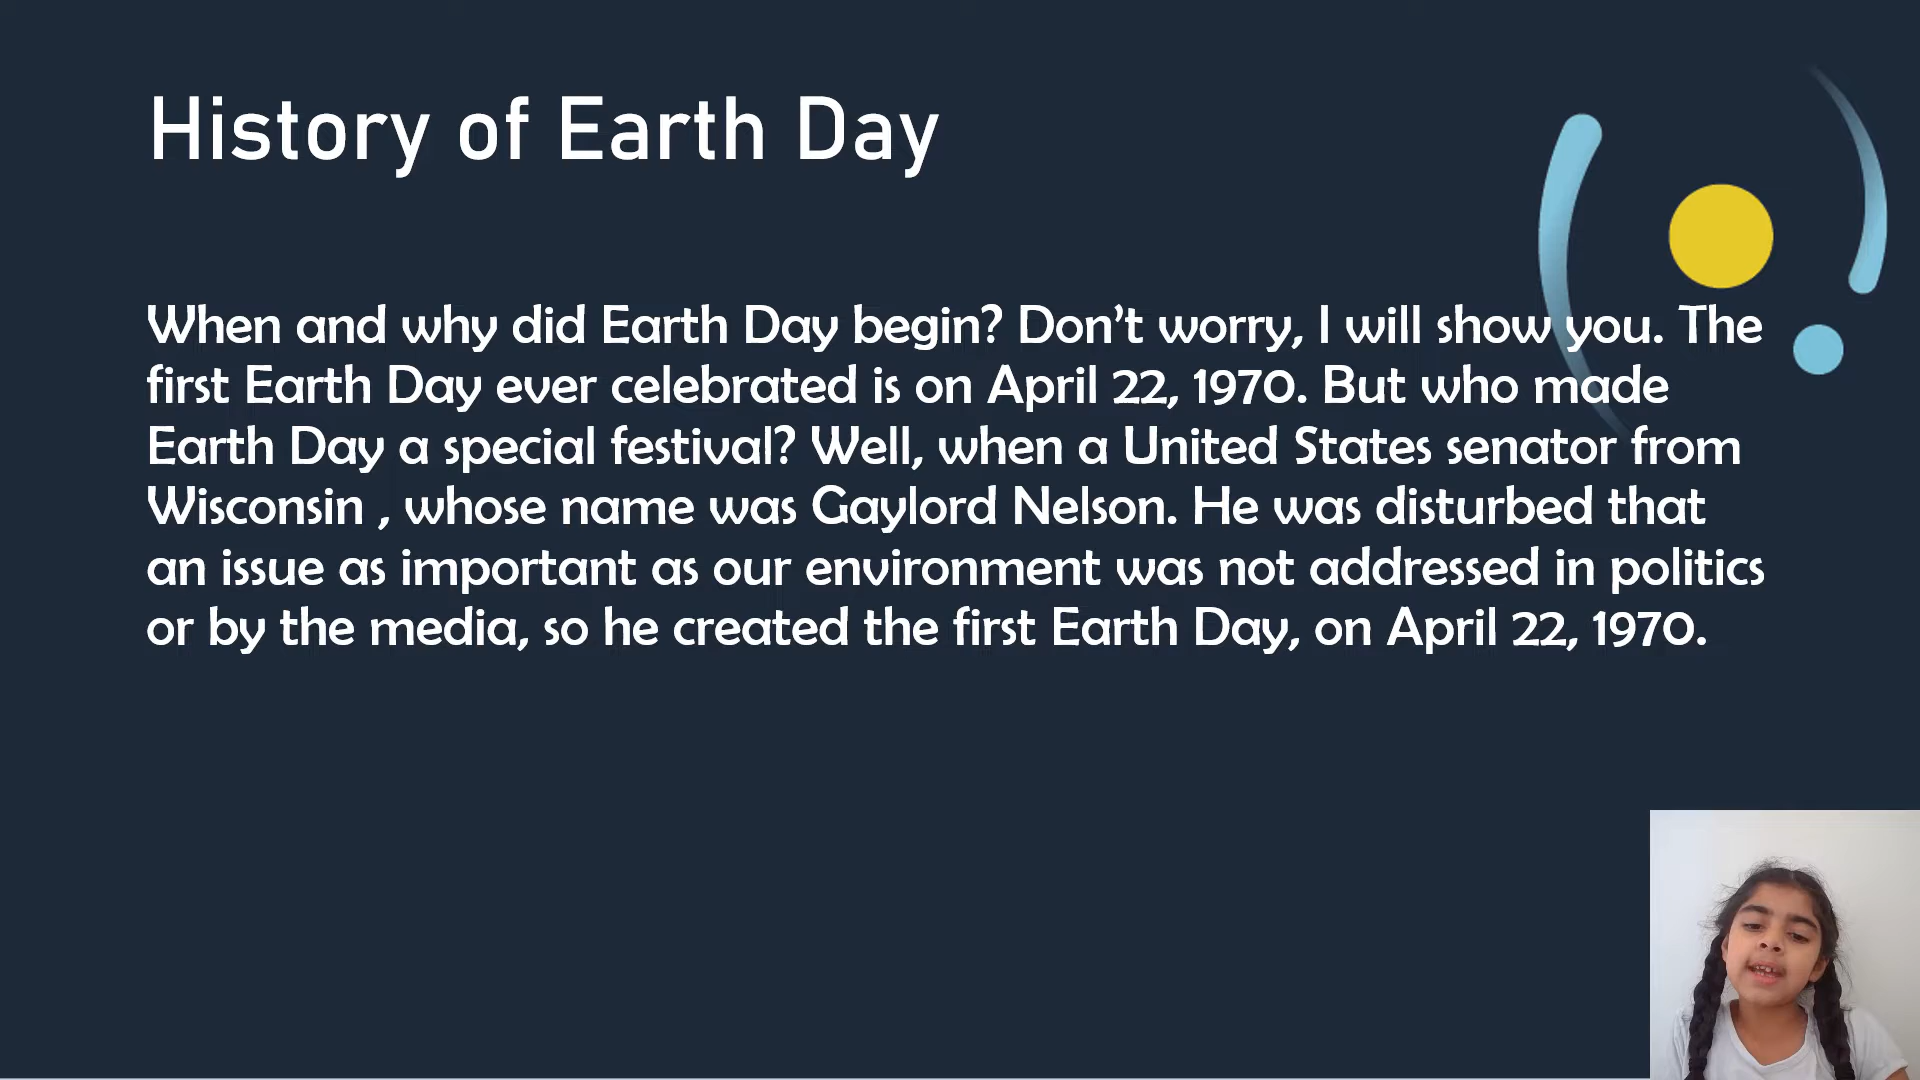 History of Earth Day
When and why did Earth Day begin? Don’t worry, I will show you. The
first Earth Day ever celebrated is on April 22, 1970. But who made
Earth Day a special festival? Well, when a United States senator from
Wisconsin , whose name was Gaylord Nelson. He was disturbed that
an issue as important as our environment was not addressed in politics
or by the media, so he created the first Earth Day, on April 22, 1970.